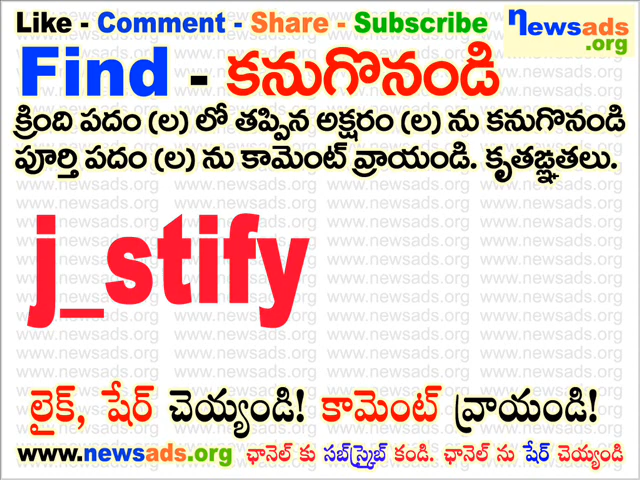 Like - Comment - Share - Subscribe
newsads
.org
Find - కనుగొనండి
క్రింది పదం (ల) లో తప్పిన అక్షరం (ల) ను కనుగొనండి
పూర్తి పదం (ల) ను కామెంట్ వ్రాయండి. కృతజ్ఞతలు.
j_stify
లైక్, షేర్ చెయ్యండి! కామెంట్ వ్రాయండి!
www.newsads.org ఛానెల్ కు సబ్‌స్క్రైబ్ కండి. ఛానెల్ ను షేర్ చెయ్యండి